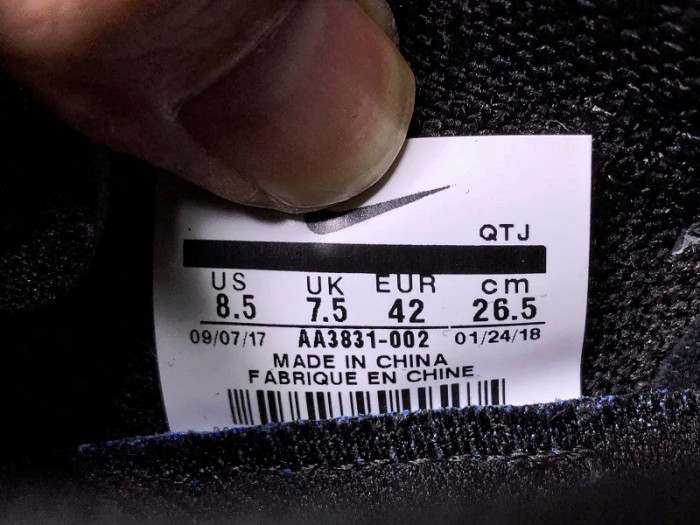 QTJ
US UK EUR cm
8.5 7.5 42 26.5
09/07/17 AA3831-002 01/24/18
MADE IN CHINA
FABRIQUE EN CHINE